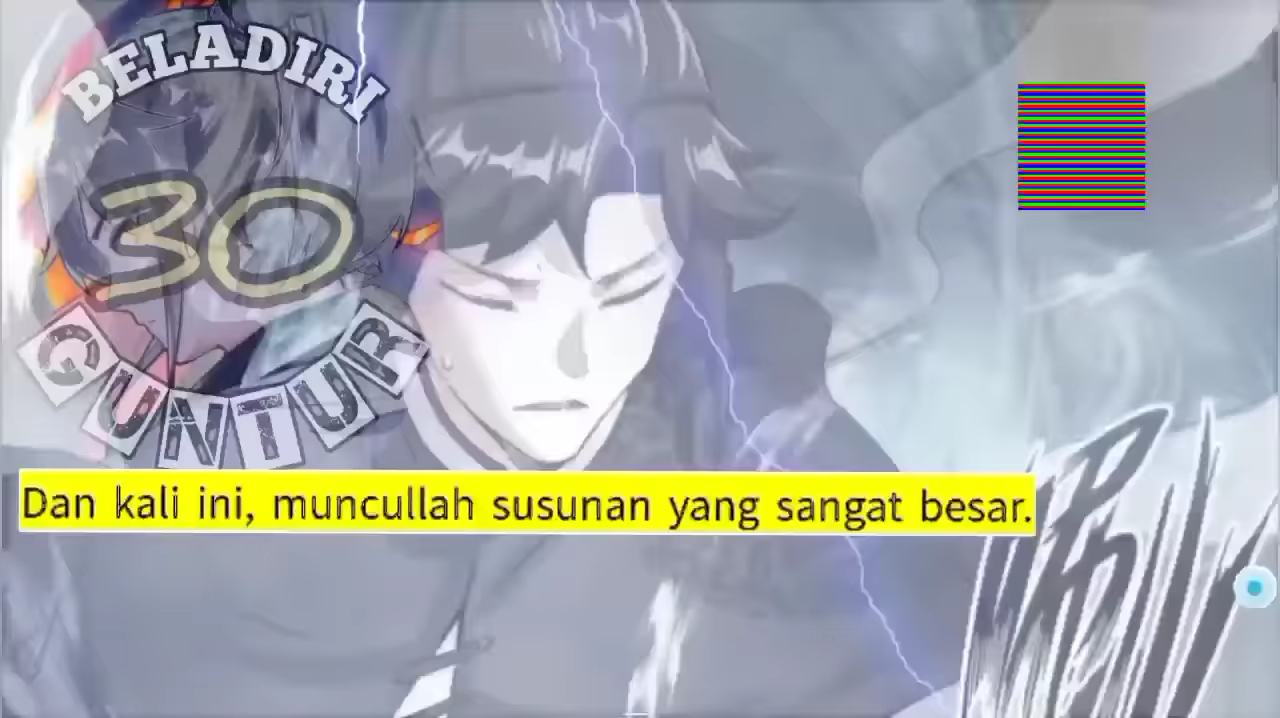 BELADIRI
30
GUNTUR
Dan kali ini, muncullah susunan yang sangat besar.